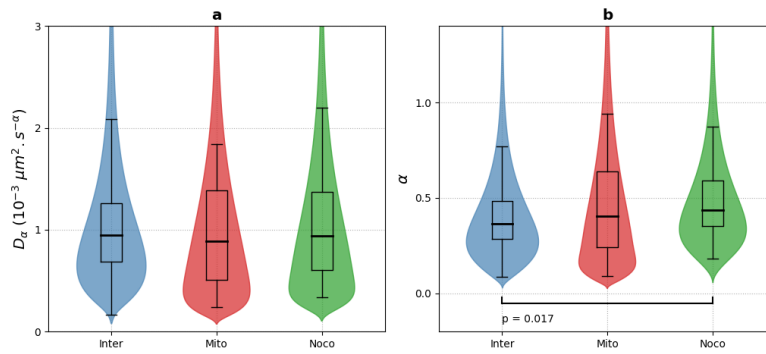 a
3
2
1
0
D_α (10⁻³ μm².s⁻ᵅ)
Inter
Mito
Noco
b
1.0
0.5
0.0
α
p = 0.017
Inter
Mito
Noco